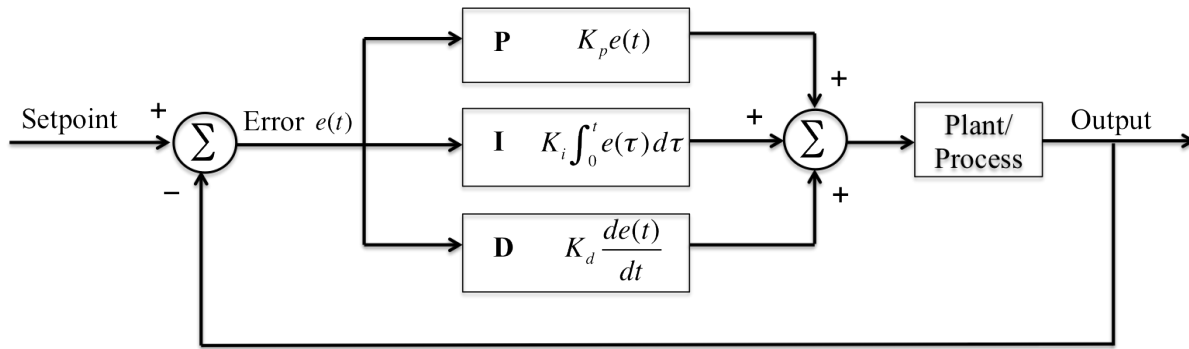 P K_p e(t)
Setpoint
+
Σ
−
Error e(t)
I K_i ∫_0^t e(τ)dτ
D K_d de(t)/dt
+
+
+
Σ
Plant/
Process
Output